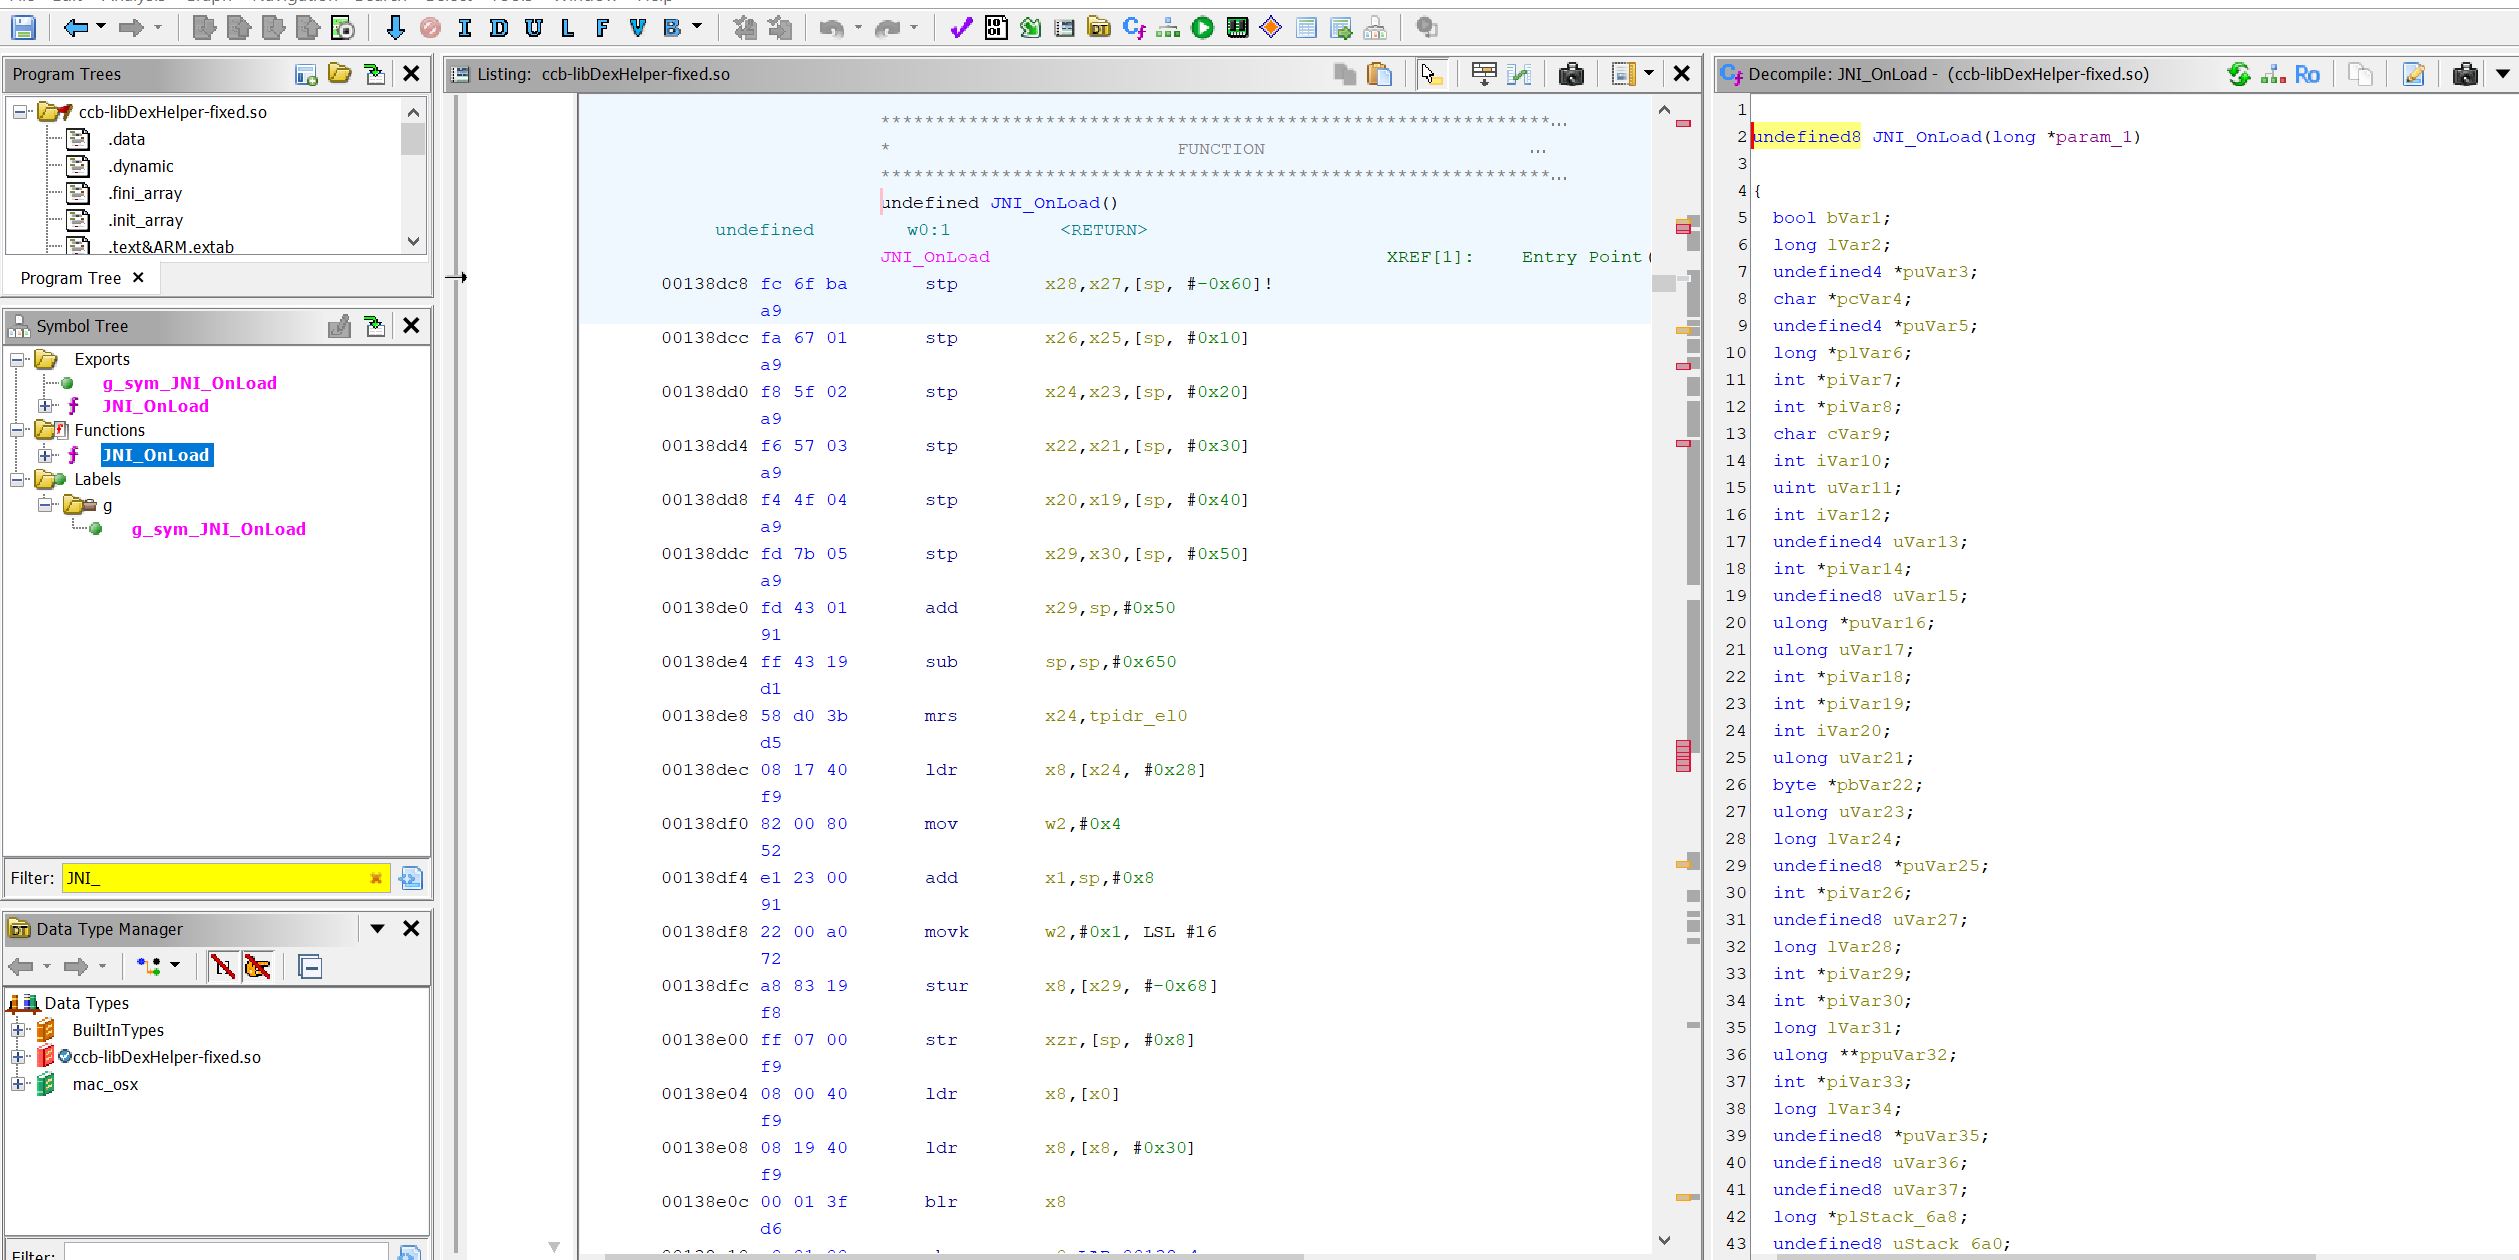 Program Trees
ccb-libDexHelper-fixed.so
.data
.dynamic
.fini_array
.init_array
.text&ARM.extab
Program Tree
Symbol Tree
Exports
g_sym_JNI_OnLoad
JNI_OnLoad
Functions
JNI_OnLoad
Labels
g
g_sym_JNI_OnLoad
Filter: JNI_
Data Type Manager
Data Types
BuiltInTypes
ccb-libDexHelper-fixed.so
mac_osx
Filter:
Listing: ccb-libDexHelper-fixed.so
* FUNCTION ...
undefined JNI_OnLoad()
undefined w0:1 <RETURN>
JNI_OnLoad XREF[1]: Entry Point(
00138dc8 fc 6f ba stp x28,x27,[sp, #-0x60]!
a9
00138dcc fa 67 01 stp x26,x25,[sp, #0x10]
a9
00138dd0 f8 5f 02 stp x24,x23,[sp, #0x20]
a9
00138dd4 f6 57 03 stp x22,x21,[sp, #0x30]
a9
00138dd8 f4 4f 04 stp x20,x19,[sp, #0x40]
a9
00138ddc fd 7b 05 stp x29,x30,[sp, #0x50]
a9
00138de0 fd 43 01 add x29,sp,#0x50
91
00138de4 ff 43 19 sub sp,sp,#0x650
d1
00138de8 58 d0 3b mrs x24,tpidr_el0
d5
00138dec 08 17 40 ldr x8,[x24, #0x28]
f9
00138df0 82 00 80 mov w2,#0x4
52
00138df4 e1 23 00 add x1,sp,#0x8
91
00138df8 22 00 a0 movk w2,#0x1, LSL #16
72
00138dfc a8 83 19 stur x8,[x29, #-0x68]
f8
00138e00 ff 07 00 str xzr,[sp, #0x8]
f9
00138e04 08 00 40 ldr x8,[x0]
f9
00138e08 08 19 40 ldr x8,[x8, #0x30]
f9
00138e0c 00 01 3f blr x8
d6
Decompile: JNI_OnLoad - (ccb-libDexHelper-fixed.so)
1
2 undefined8 JNI_OnLoad(long *param_1)
3
4 {
5 bool bVar1;
6 long lVar2;
7 undefined4 *puVar3;
8 char *pcVar4;
9 undefined4 *puVar5;
10 long *plVar6;
11 int *piVar7;
12 int *piVar8;
13 char cVar9;
14 int iVar10;
15 uint uVar11;
16 int iVar12;
17 undefined4 uVar13;
18 int *piVar14;
19 undefined8 uVar15;
20 ulong *puVar16;
21 ulong uVar17;
22 int *piVar18;
23 int *piVar19;
24 int iVar20;
25 ulong uVar21;
26 byte *pbVar22;
27 ulong uVar23;
28 long lVar24;
29 undefined8 *puVar25;
30 int *piVar26;
31 undefined8 uVar27;
32 long lVar28;
33 int *piVar29;
34 int *piVar30;
35 long lVar31;
36 ulong **ppuVar32;
37 int *piVar33;
38 long lVar34;
39 undefined8 *puVar35;
40 undefined8 uVar36;
41 undefined8 uVar37;
42 long *plStack_6a8;
43 undefined8 uStack_6a0;